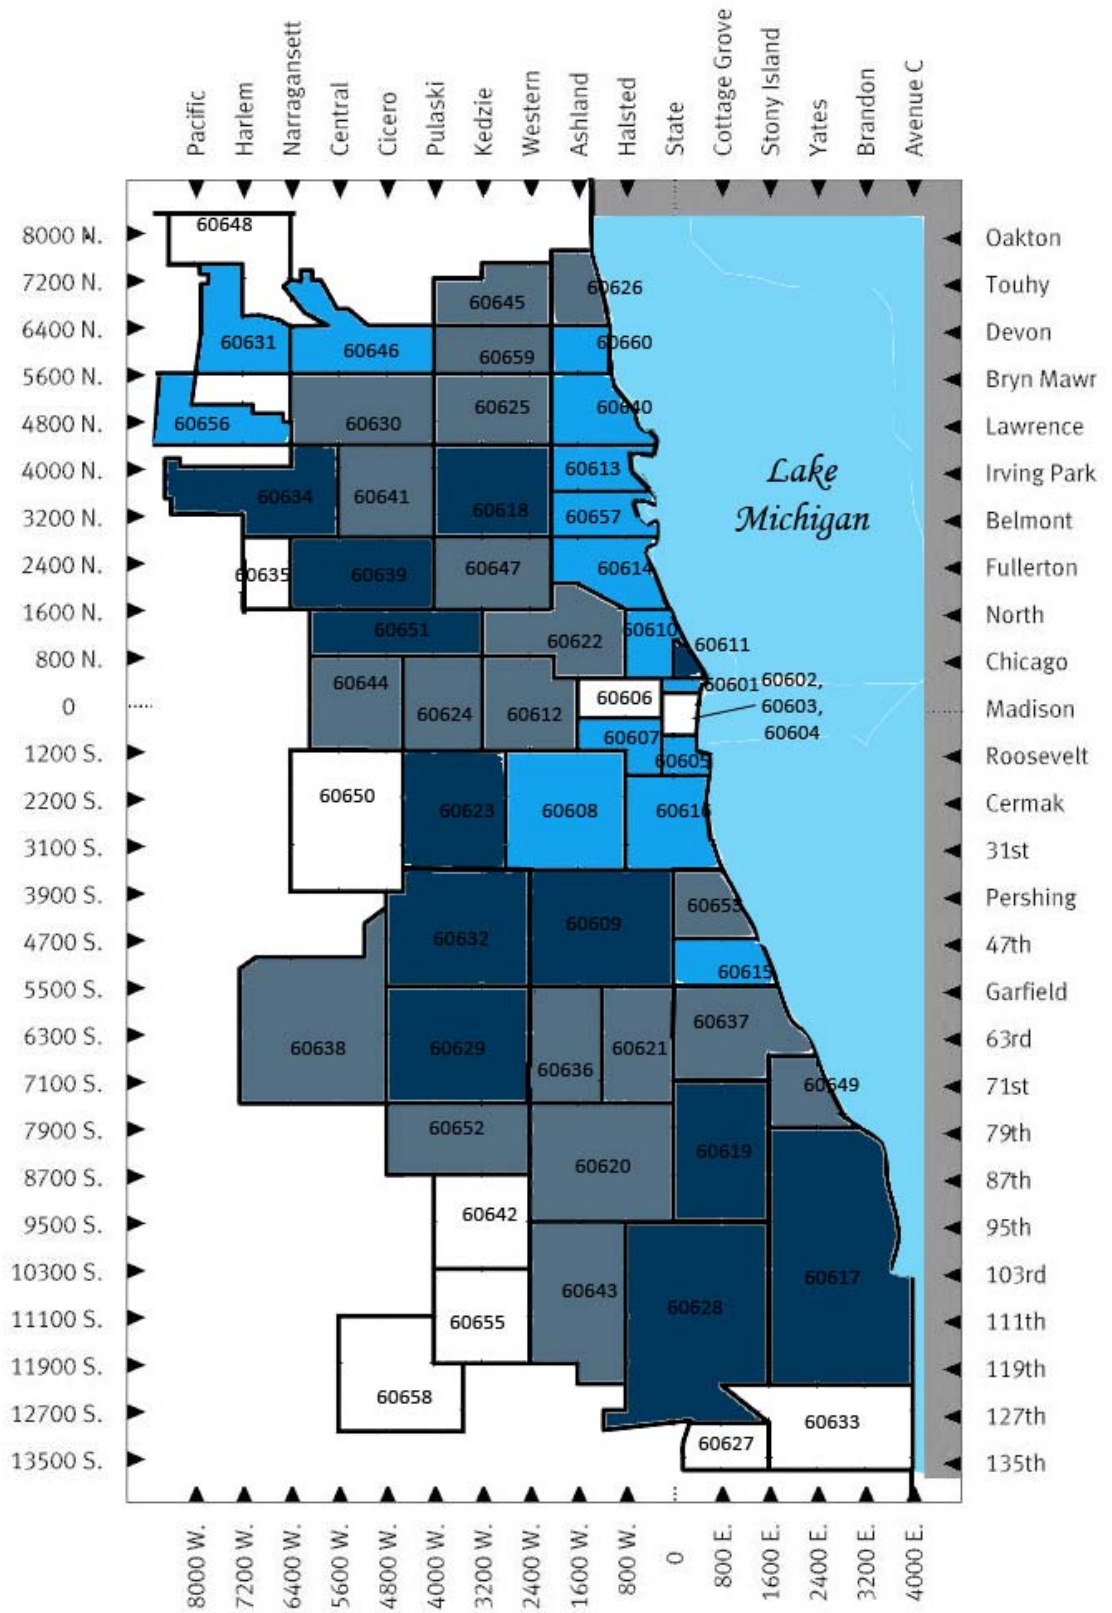 Pacific
Harlem
Narragansett
Central
Cicero
Pulaski
Kedzie
Western
Ashland
Halsted
State
Cottage Grove
Stony Island
Yates
Brandon
Avenue C
8000 N.
60648
Oakton
7200 N.
60645
60626
Touhy
6400 N.
60631
60646
60659
60660
Devon
5600 N.
60625
60640
Bryn Mawr
4800 N.
60656
60630
Lawrence
4000 N.
60613
Lake
Michigan
Irving Park
3200 N.
60634
60641
60618
60657
Belmont
2400 N.
60635
60639
60647
60614
Fullerton
1600 N.
60651
60622
60610
60611
North
800 N.
60644
60606
60601
60602,
60603,
60604
Chicago
0
60624
60612
60607
Madison
1200 S.
60605
Roosevelt
2200 S.
60650
60623
60608
60616
Cermak
3100 S.
31st
3900 S.
60653
Pershing
4700 S.
60632
60609
47th
5500 S.
60615
Garfield
6300 S.
60638
60629
60636
60621
60637
63rd
7100 S.
60649
71st
7900 S.
60652
60619
79th
8700 S.
60620
87th
9500 S.
60642
95th
10300 S.
60643
60617
103rd
11100 S.
60655
60628
111th
11900 S.
60658
119th
12700 S.
60633
127th
13500 S.
60627
135th
8000 W.
7200 W.
6400 W.
5600 W.
4800 W.
4000 W.
3200 W.
2400 W.
1600 W.
800 W.
0
800 E.
1600 E.
2400 E.
3200 E.
4000 E.